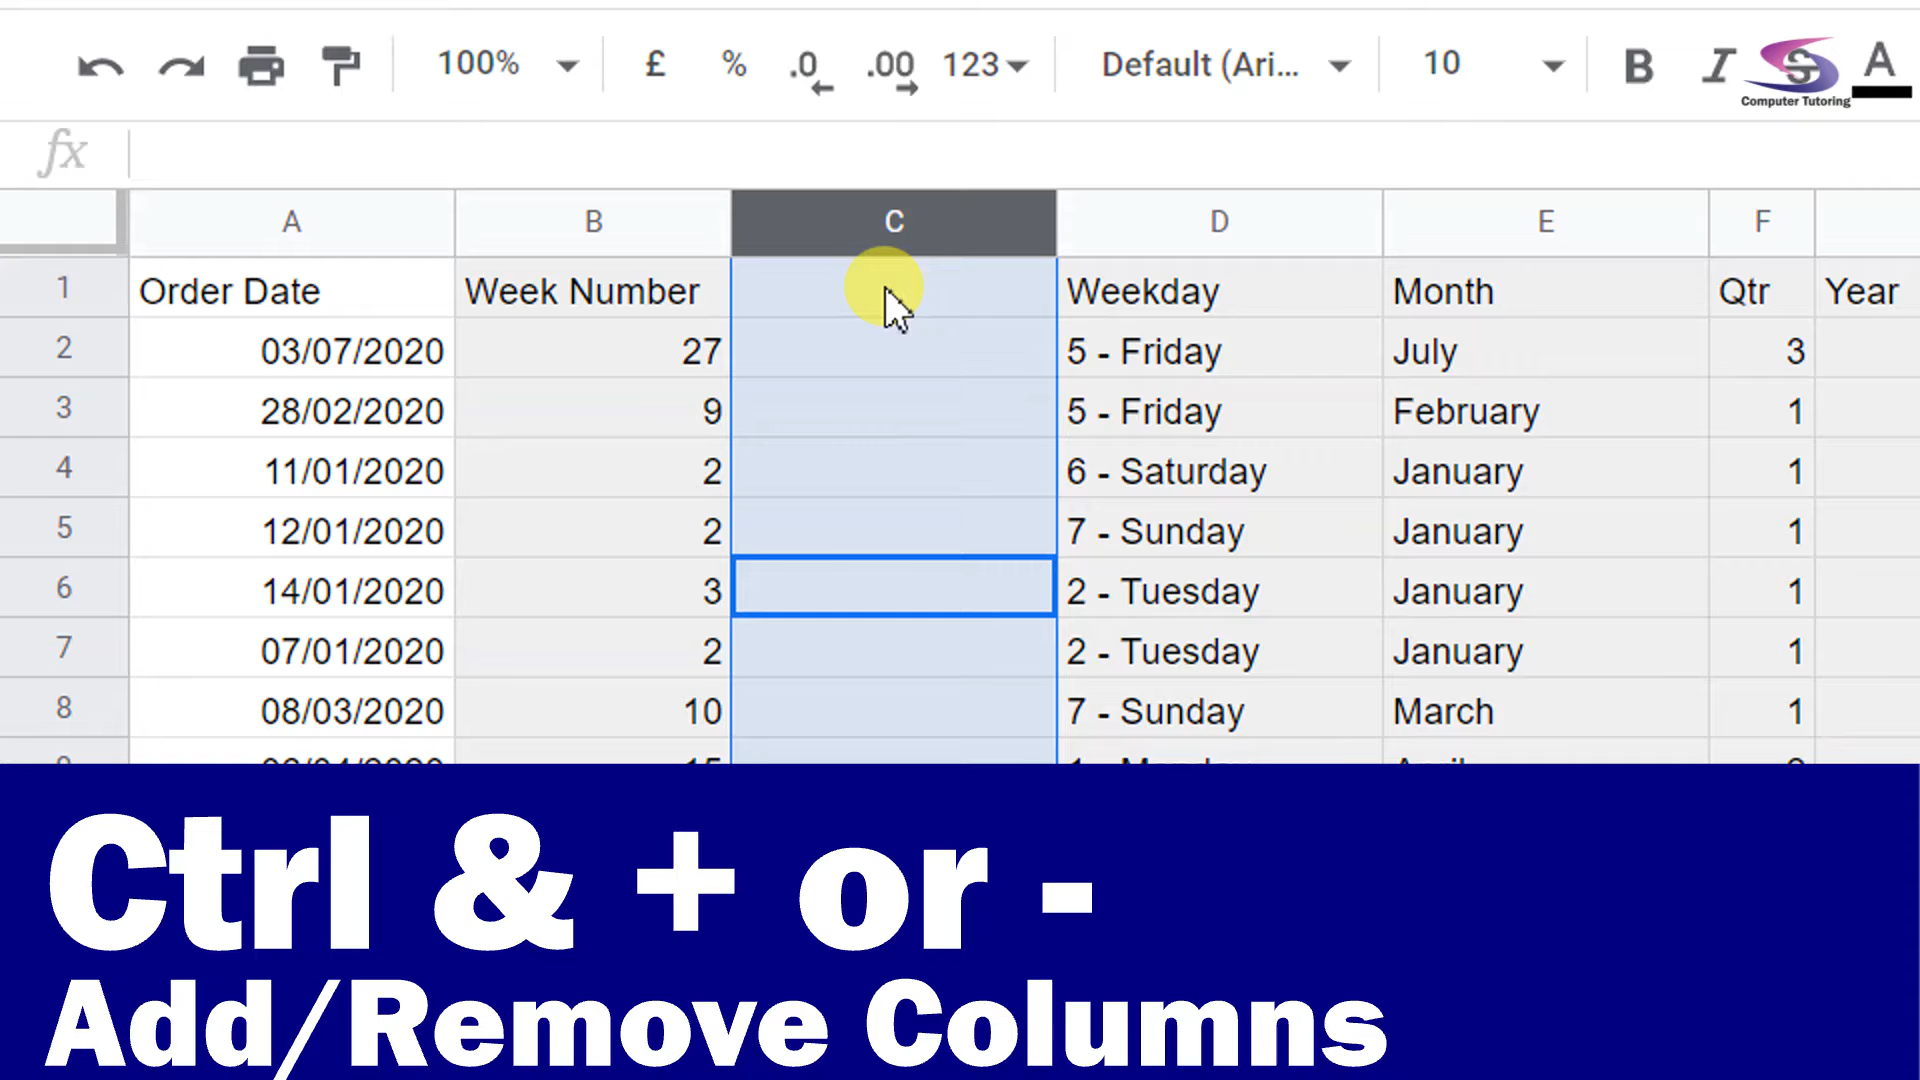 100% £ % .0 .00 123 Default (Ari... 10 B I S A
Computer Tutoring
fx
A B C D E F
1 Order Date Week Number Weekday Month Qtr Year
2 03/07/2020 27 5 - Friday July 3
3 28/02/2020 9 5 - Friday February 1
4 11/01/2020 2 6 - Saturday January 1
5 12/01/2020 2 7 - Sunday January 1
6 14/01/2020 3 2 - Tuesday January 1
7 07/01/2020 2 2 - Tuesday January 1
8 08/03/2020 10 7 - Sunday March 1
Ctrl & + or -
Add/Remove Columns